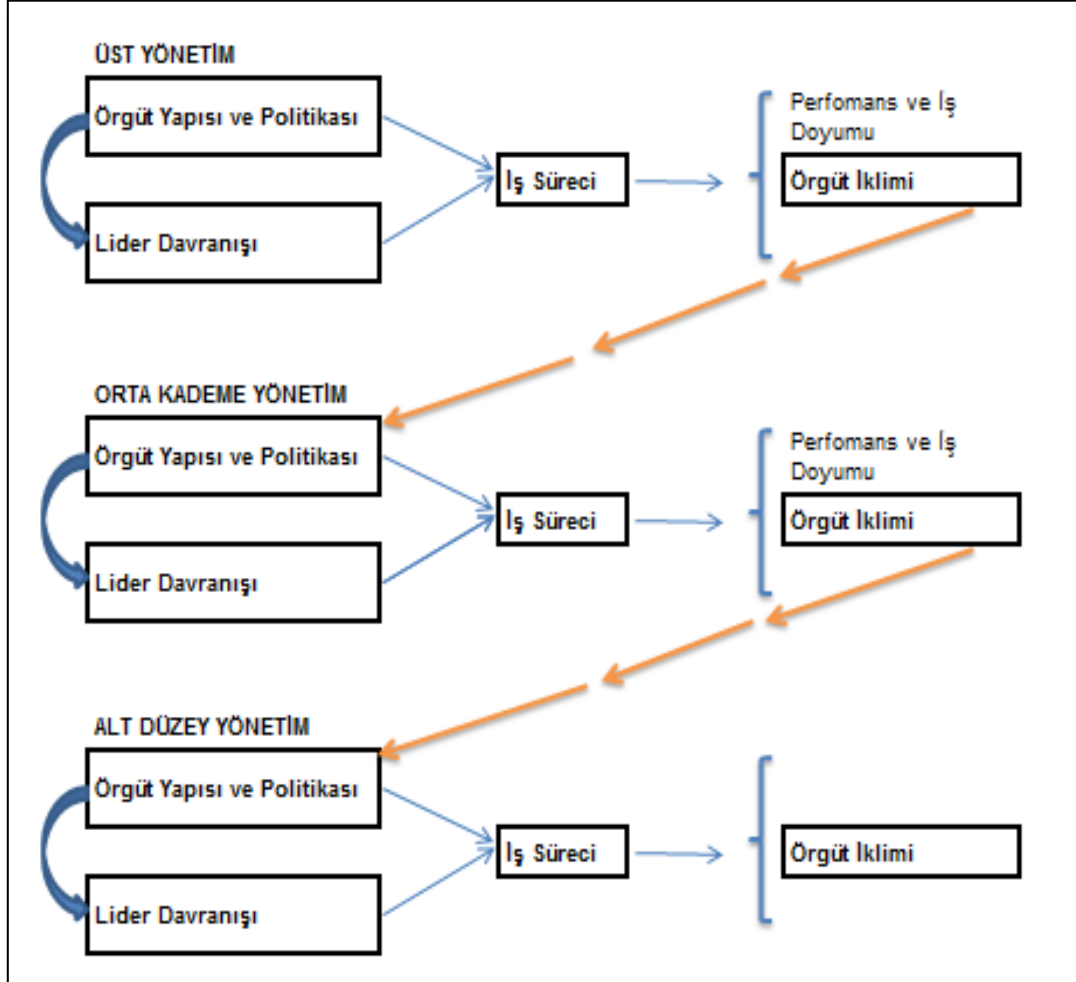 ÜST YÖNETİM
Örgüt Yapısı ve Politikası
Lider Davranışı
İş Süreci
Perfomans ve İş
Doyumu
Örgüt İklimi
ORTA KADEME YÖNETİM
Örgüt Yapısı ve Politikası
Lider Davranışı
İş Süreci
Perfomans ve İş
Doyumu
Örgüt İklimi
ALT DÜZEY YÖNETİM
Örgüt Yapısı ve Politikası
Lider Davranışı
İş Süreci
Örgüt İklimi